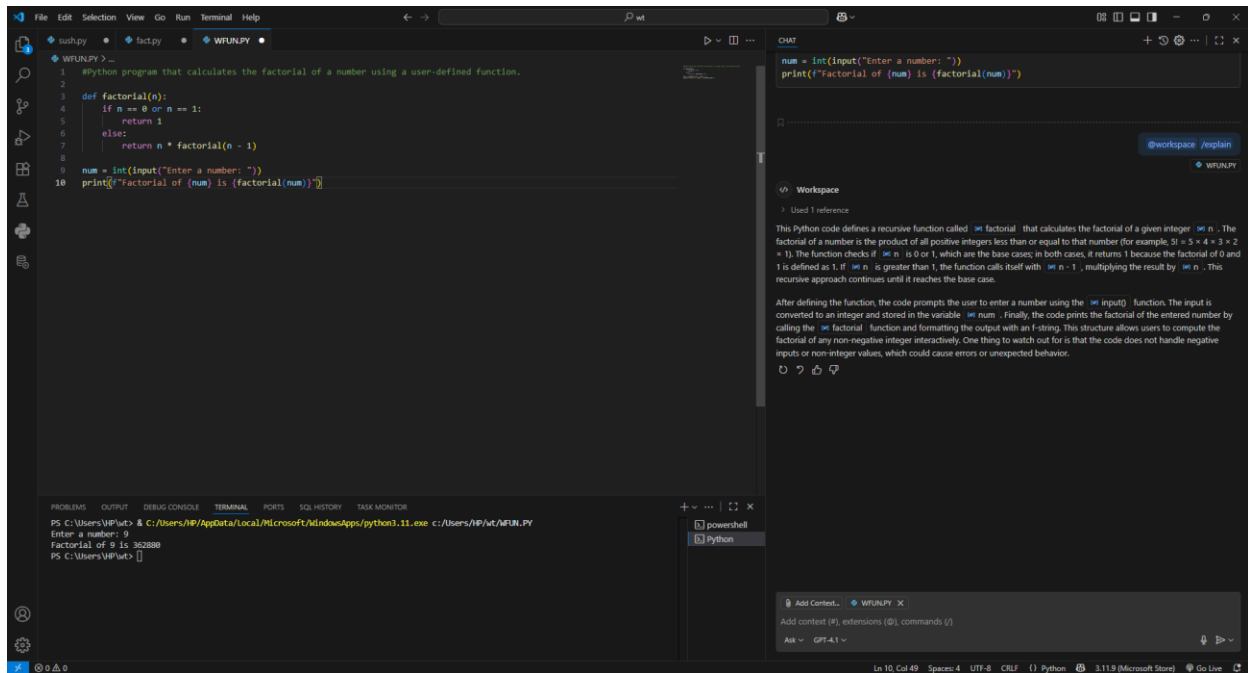 File Edit Selection View Go Run Terminal Help
wt
sush.py
fact.py
WFUN.PY
WFUN.PY > ...
1 #Python program that calculates the factorial of a number using a user-defined function.
2
3 def factorial(n):
4 if n == 0 or n == 1:
5 return 1
6 else:
7 return n * factorial(n - 1)
8
9 num = int(input("Enter a number: "))
10 print(f"Factorial of {num} is {factorial(num)}")
PROBLEMS OUTPUT DEBUG CONSOLE TERMINAL PORTS SQL HISTORY TASK MONITOR
PS C:\Users\HP\wt> & C:/Users/HP/AppData/Local/Microsoft/WindowsApps/python3.11.exe c:/Users/HP/wt/WFUN.PY
Enter a number: 9
Factorial of 9 is 362880
PS C:\Users\HP\wt>
powershell
Python
CHAT
num = int(input("Enter a number: "))
print(f"Factorial of {num} is {factorial(num)}")
@workspace /explain
WFUN.PY
Workspace
> Used 1 reference
This Python code defines a recursive function called factorial that calculates the factorial of a given integer n . The
factorial of a number is the product of all positive integers less than or equal to that number (for example, 5! = 5 × 4 × 3 × 2
× 1). The function checks if n is 0 or 1, which are the base cases; in both cases, it returns 1 because the factorial of 0 and
1 is defined as 1. If n is greater than 1, the function calls itself with n - 1 , multiplying the result by n . This
recursive approach continues until it reaches the base case.
After defining the function, the code prompts the user to enter a number using the input() function. The input is
converted to an integer and stored in the variable num . Finally, the code prints the factorial of the entered number by
calling the factorial function and formatting the output with an f-string. This structure allows users to compute the
factorial of any non-negative integer interactively. One thing to watch out for is that the code does not handle negative
inputs or non-integer values, which could cause errors or unexpected behavior.
Add Context... WFUN.PY
Add context (#), extensions (@), commands (/)
Ask GPT-4.1
0 0 Ln 10, Col 49 Spaces: 4 UTF-8 CRLF {} Python 3.11.9 (Microsoft Store) Go Live